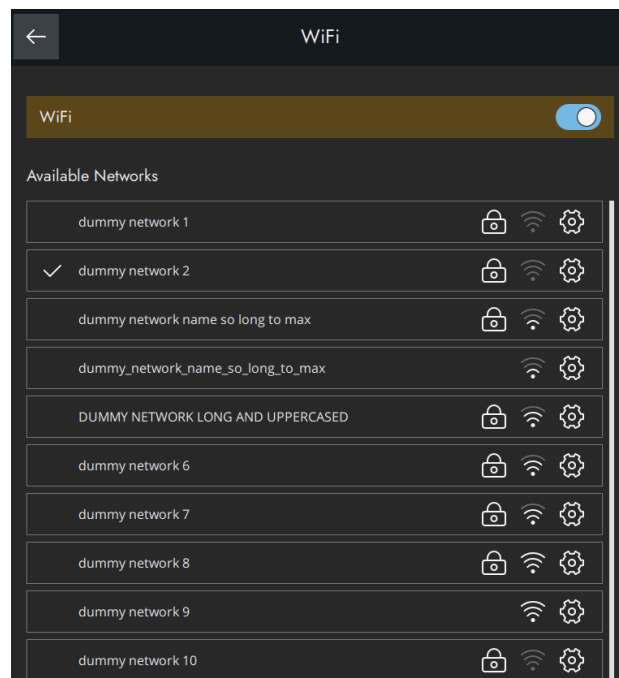 WiFi
WiFi
Available Networks
dummy network 1
dummy network 2
dummy network name so long to max
dummy_network_name_so_long_to_max
DUMMY NETWORK LONG AND UPPERCASED
dummy network 6
dummy network 7
dummy network 8
dummy network 9
dummy network 10